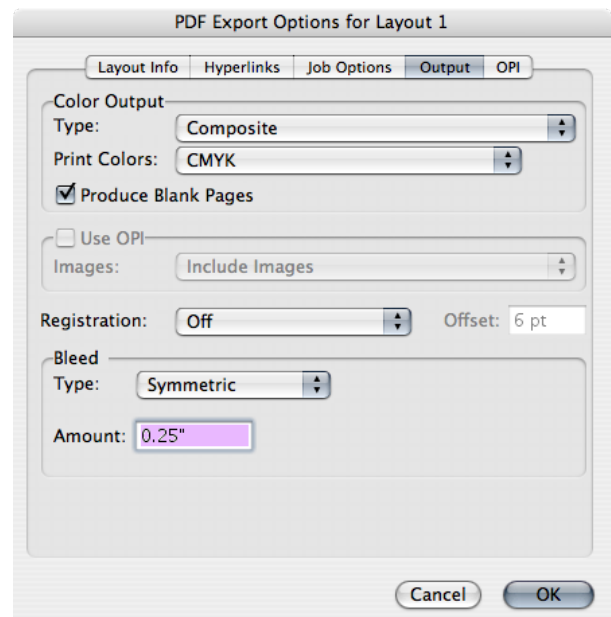 PDF Export Options for Layout 1
Layout Info Hyperlinks Job Options Output OPI
Color Output
Type: Composite
Print Colors: CMYK
Produce Blank Pages
Use OPI
Images: Include Images
Registration: Off Offset: 6 pt
Bleed
Type: Symmetric
Amount: 0.25"
Cancel OK